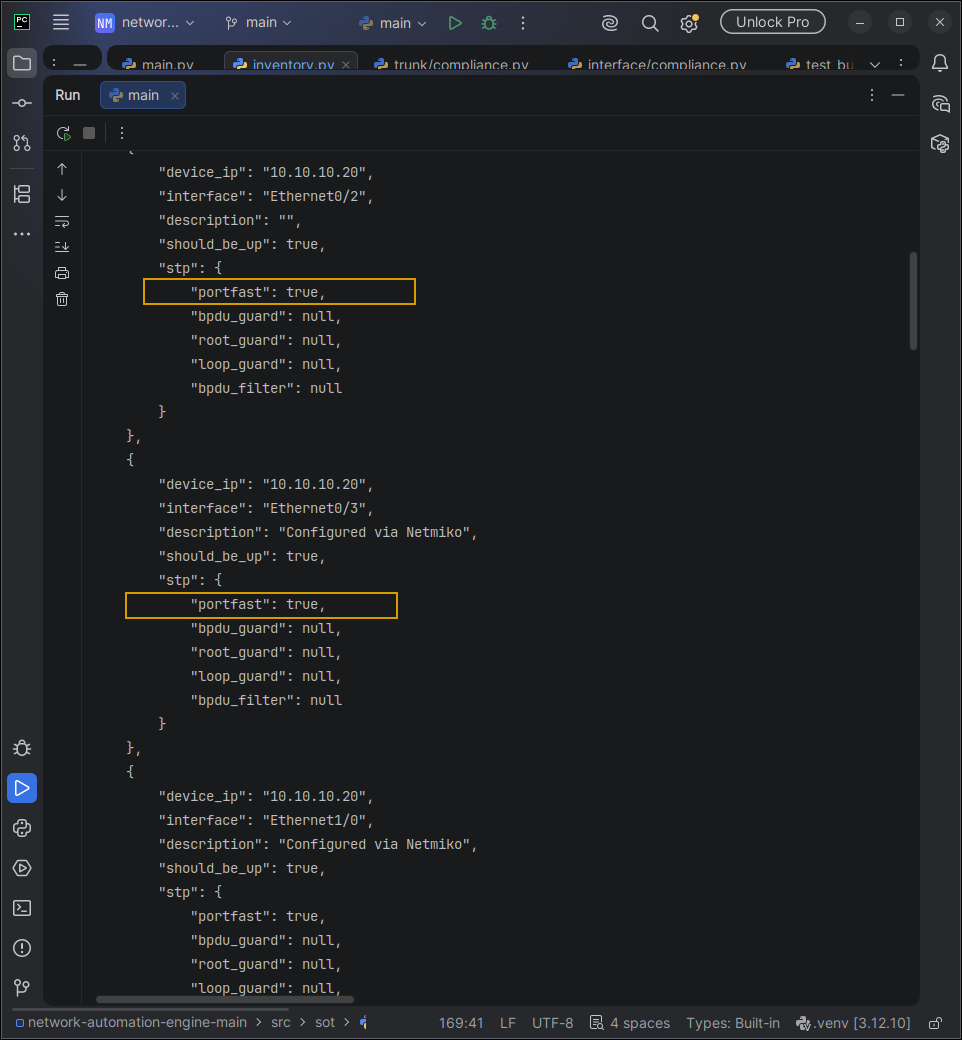 PC NM networ... main main Unlock Pro
main.py inventory.py trunk/compliance.py interface/compliance.py test_bu
Run main
"device_ip": "10.10.10.20",
"interface": "Ethernet0/2",
"description": "",
"should_be_up": true,
"stp": {
"portfast": true,
"bpdu_guard": null,
"root_guard": null,
"loop_guard": null,
"bpdu_filter": null
}
},
{
"device_ip": "10.10.10.20",
"interface": "Ethernet0/3",
"description": "Configured via Netmiko",
"should_be_up": true,
"stp": {
"portfast": true,
"bpdu_guard": null,
"root_guard": null,
"loop_guard": null,
"bpdu_filter": null
}
},
{
"device_ip": "10.10.10.20",
"interface": "Ethernet1/0",
"description": "Configured via Netmiko",
"should_be_up": true,
"stp": {
"portfast": true,
"bpdu_guard": null,
"root_guard": null,
"loop_guard": null,
network-automation-engine-main > src > sot > 169:41 LF UTF-8 4 spaces Types: Built-in .venv [3.12.10]